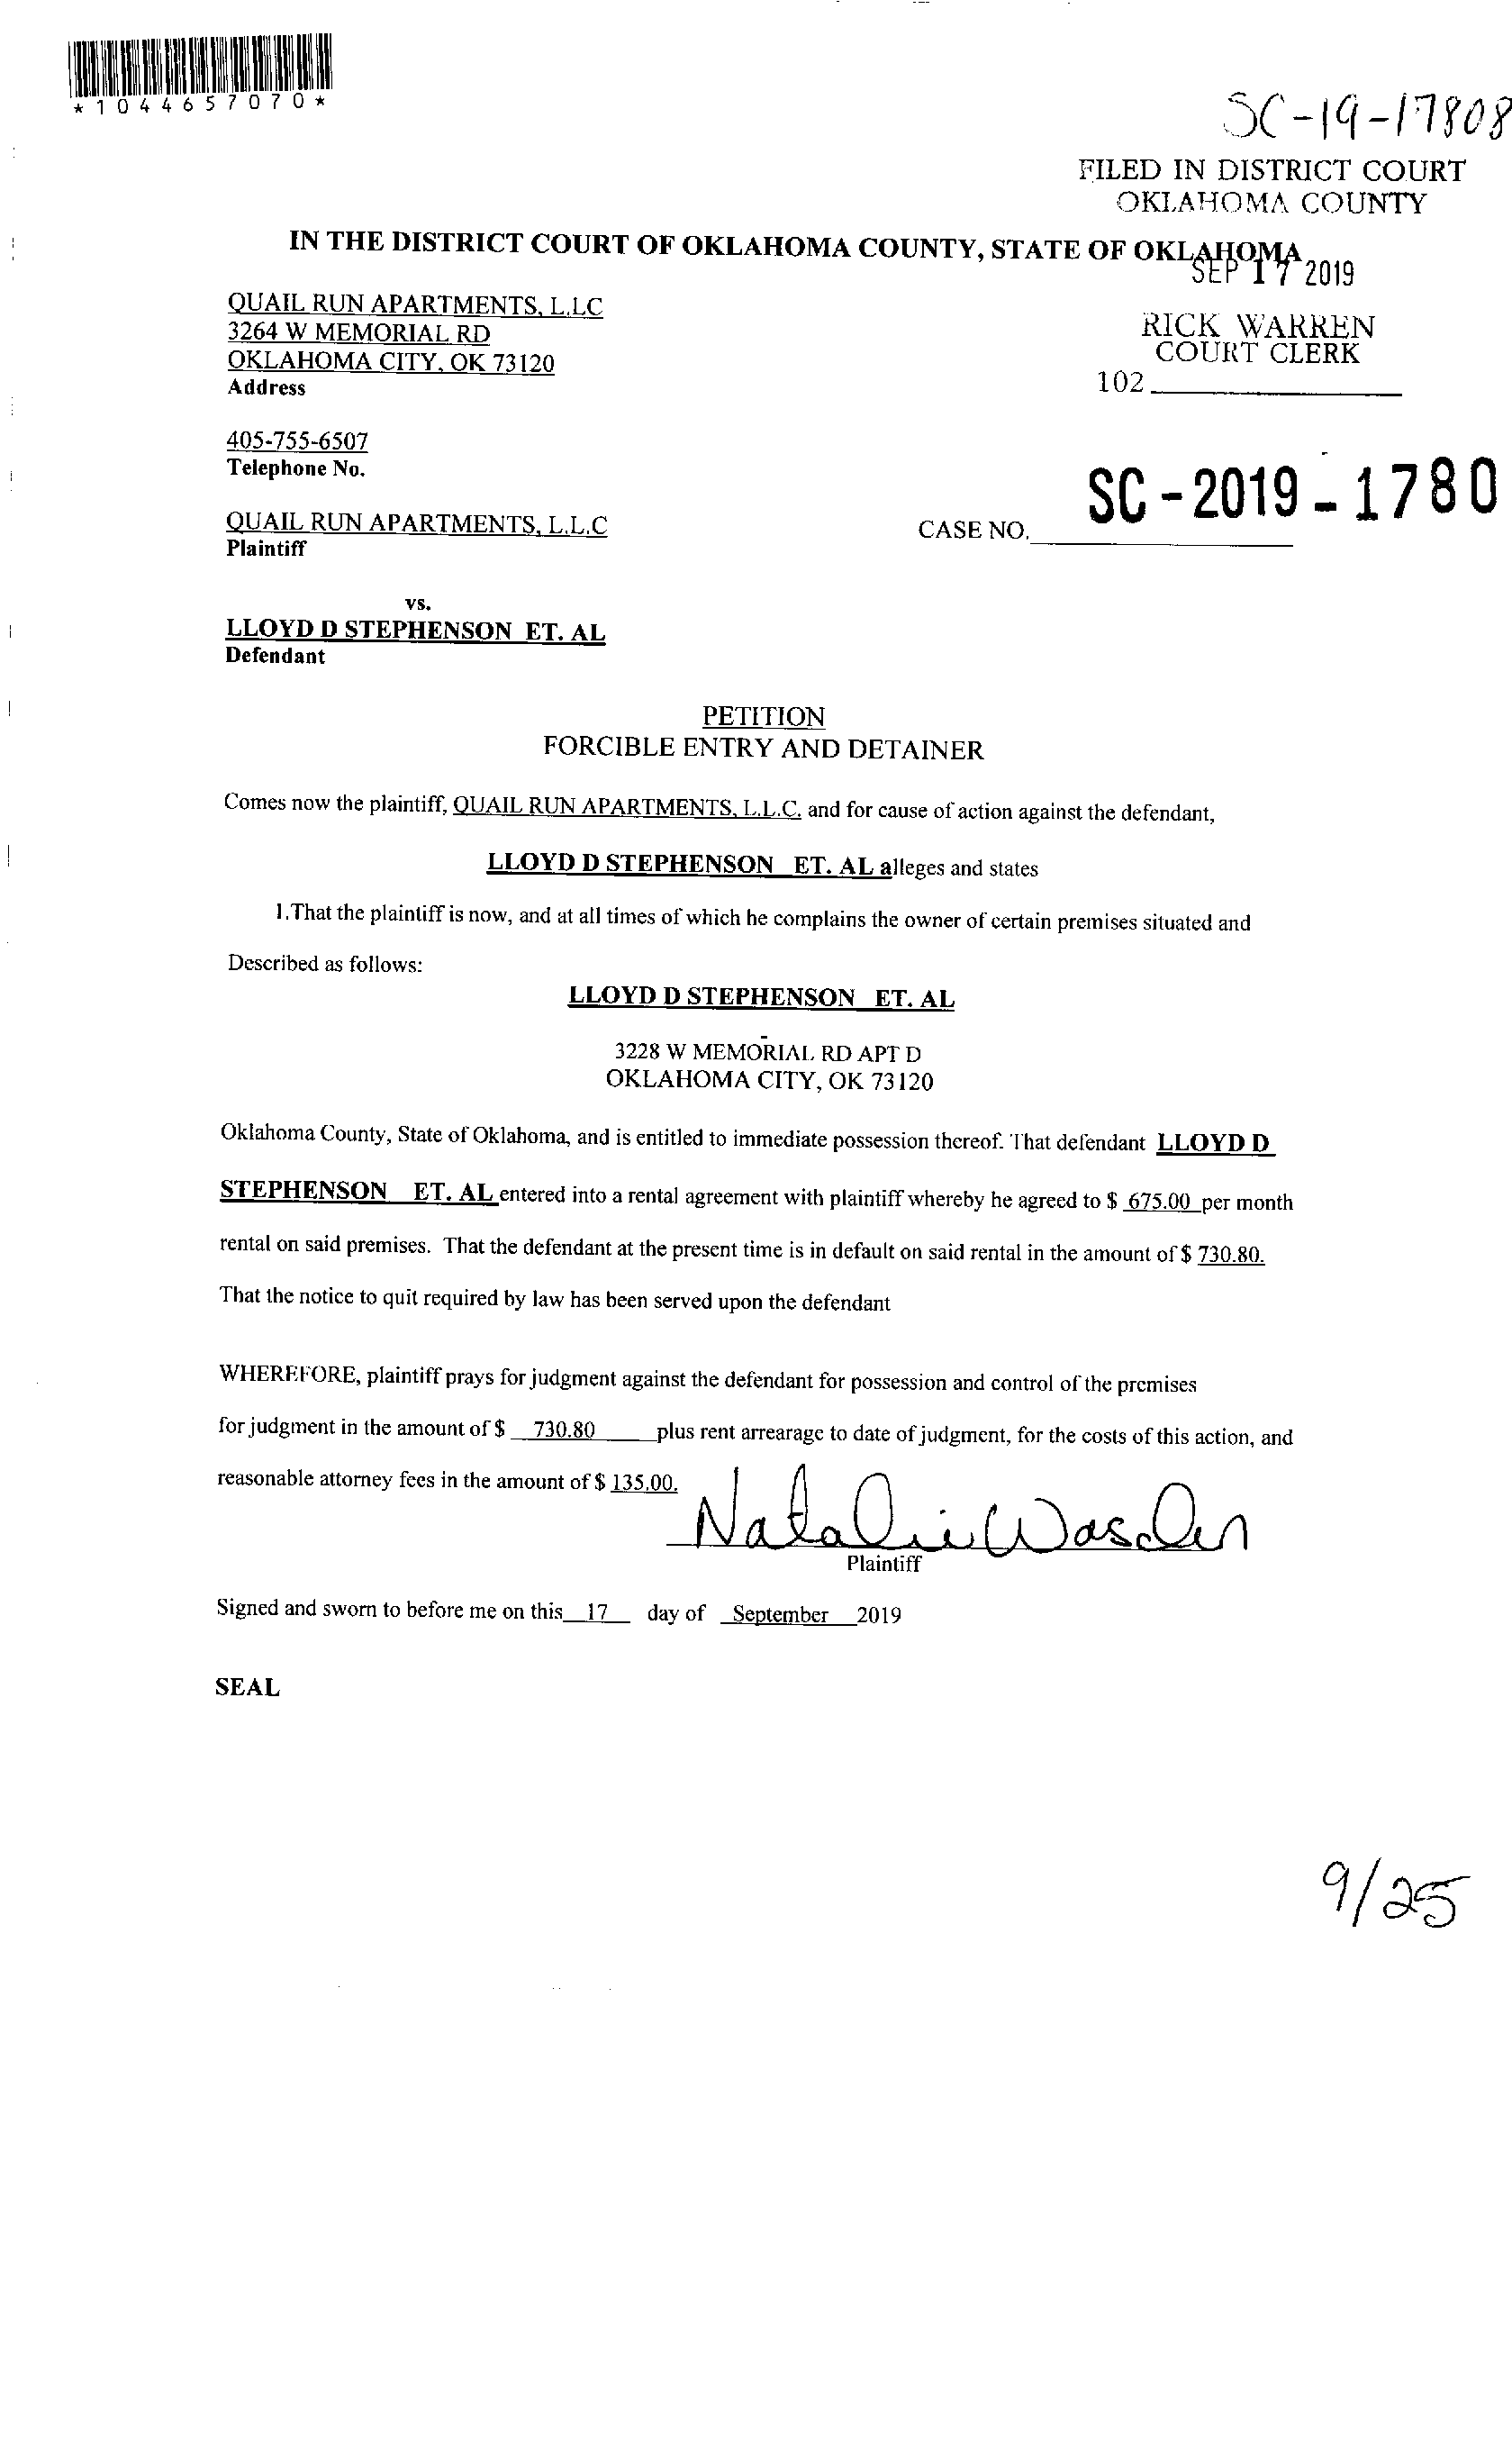 *1044657070*
SC-19-17808
FILED IN DISTRICT COURT
OKLAHOMA COUNTY
IN THE DISTRICT COURT OF OKLAHOMA COUNTY, STATE OF OKLAHOMA
SEP 17 2019
QUAIL RUN APARTMENTS, L.LC
3264 W MEMORIAL RD
OKLAHOMA CITY, OK 73120
Address
RICK WARREN
COURT CLERK
102
405-755-6507
Telephone No.
SC-2019-1780
QUAIL RUN APARTMENTS, L.L.C
Plaintiff
CASE NO.
vs.
LLOYD D STEPHENSON ET. AL
Defendant
PETITION
FORCIBLE ENTRY AND DETAINER
Comes now the plaintiff, QUAIL RUN APARTMENTS, L.L.C. and for cause of action against the defendant,
LLOYD D STEPHENSON ET. AL alleges and states
1.That the plaintiff is now, and at all times of which he complains the owner of certain premises situated and
Described as follows:
LLOYD D STEPHENSON ET. AL
3228 W MEMORIAL RD APT D
OKLAHOMA CITY, OK 73120
Oklahoma County, State of Oklahoma, and is entitled to immediate possession thereof. That defendant LLOYD D
STEPHENSON ET. AL entered into a rental agreement with plaintiff whereby he agreed to $ 675.00 per month
rental on said premises. That the defendant at the present time is in default on said rental in the amount of $ 730.80.
That the notice to quit required by law has been served upon the defendant
WHEREFORE, plaintiff prays for judgment against the defendant for possession and control of the premises
for judgment in the amount of $ 730.80 plus rent arrearage to date of judgment, for the costs of this action, and
reasonable attorney fees in the amount of $ 135.00.
Natalie Wasden
Plaintiff
Signed and sworn to before me on this 17 day of September 2019
SEAL
9/25